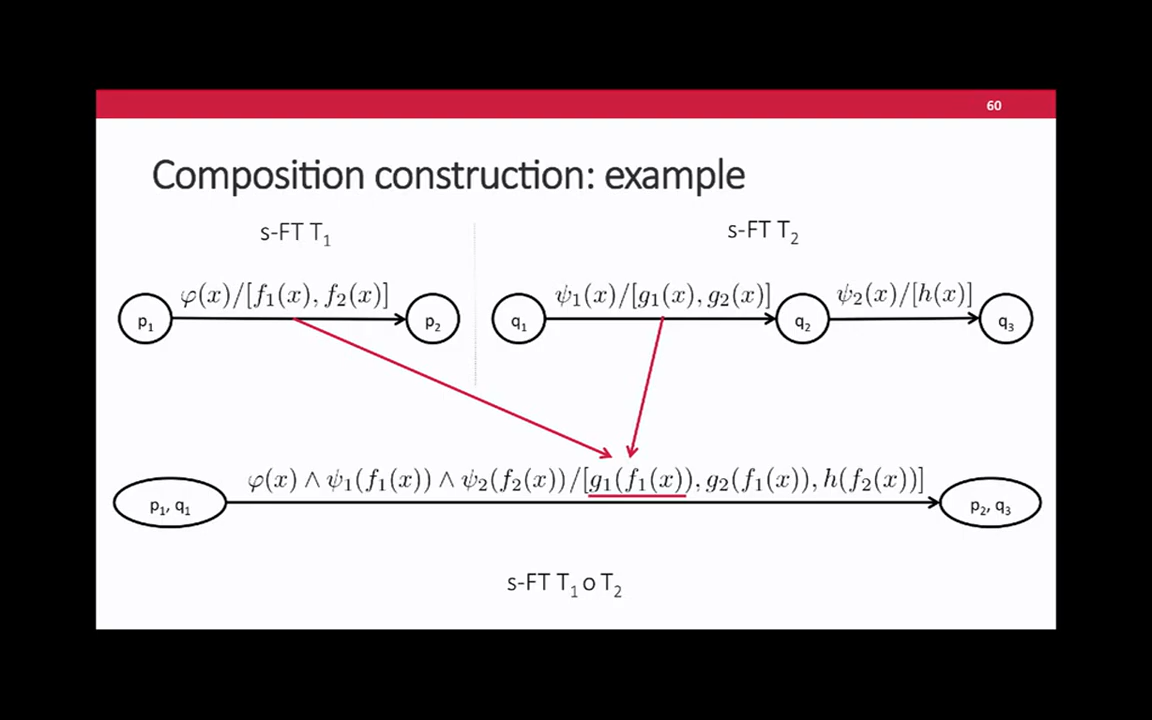 60
Composition construction: example
s-FT T₁
s-FT T₂
φ(x)/[f₁(x), f₂(x)]
ψ₁(x)/[g₁(x), g₂(x)]
ψ₂(x)/[h(x)]
p₁
p₂
q₁
q₂
q₃
φ(x) ∧ ψ₁(f₁(x)) ∧ ψ₂(f₂(x))/[g₁(f₁(x)), g₂(f₁(x)), h(f₂(x))]
p₁, q₁
p₂, q₃
s-FT T₁ o T₂